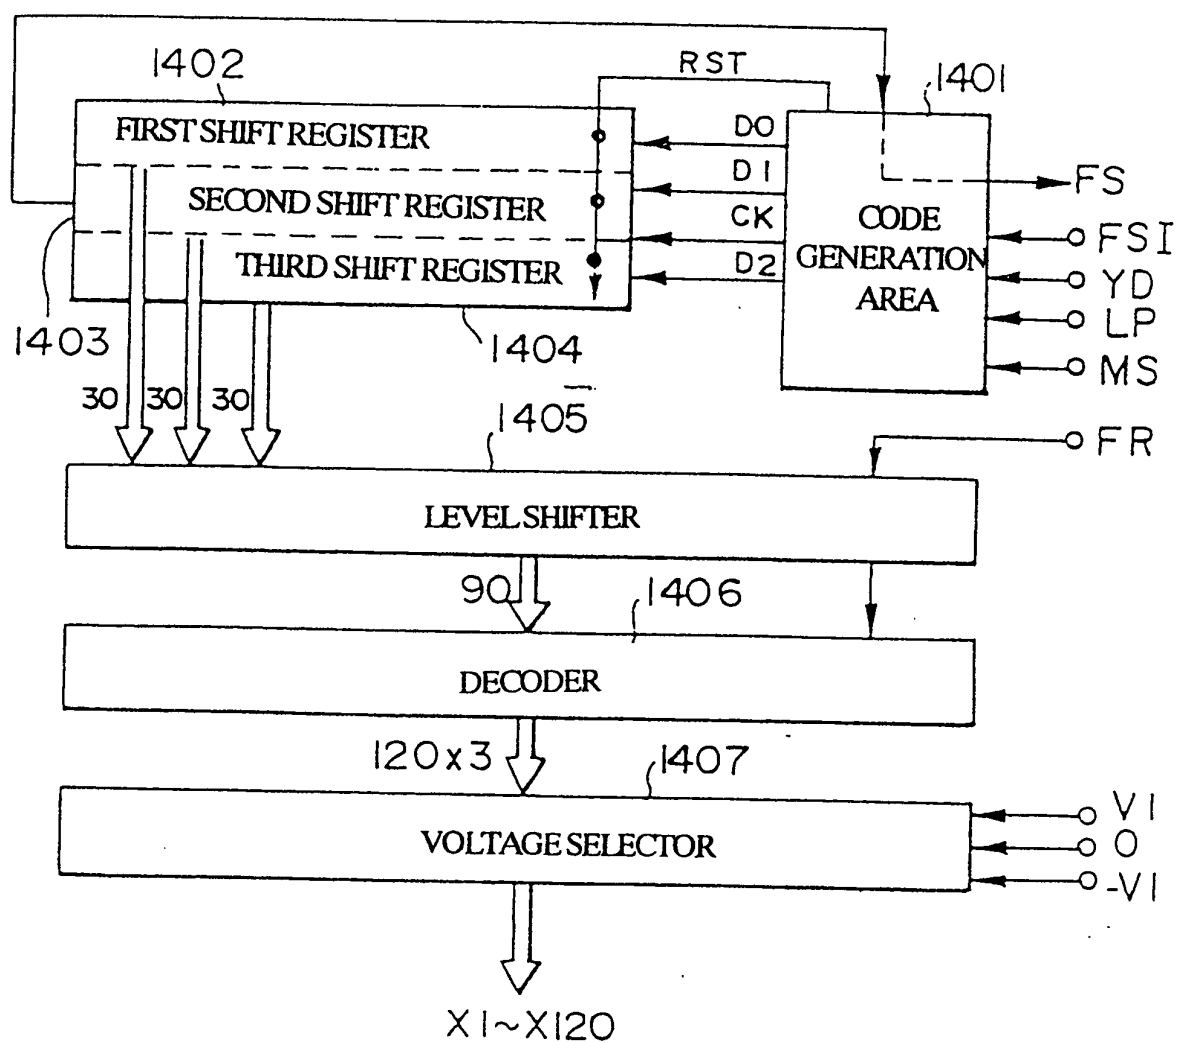 1402
RST
1401
FIRST SHIFT REGISTER
D0
D1
SECOND SHIFT REGISTER
CK
THIRD SHIFT REGISTER
D2
CODE
GENERATION
AREA
FS
FSI
YD
LP
MS
1403
1404
30
30
30
1405
FR
LEVEL SHIFTER
90
1406
DECODER
120x3
1407
VOLTAGE SELECTOR
V1
0
-V1
X1~X120